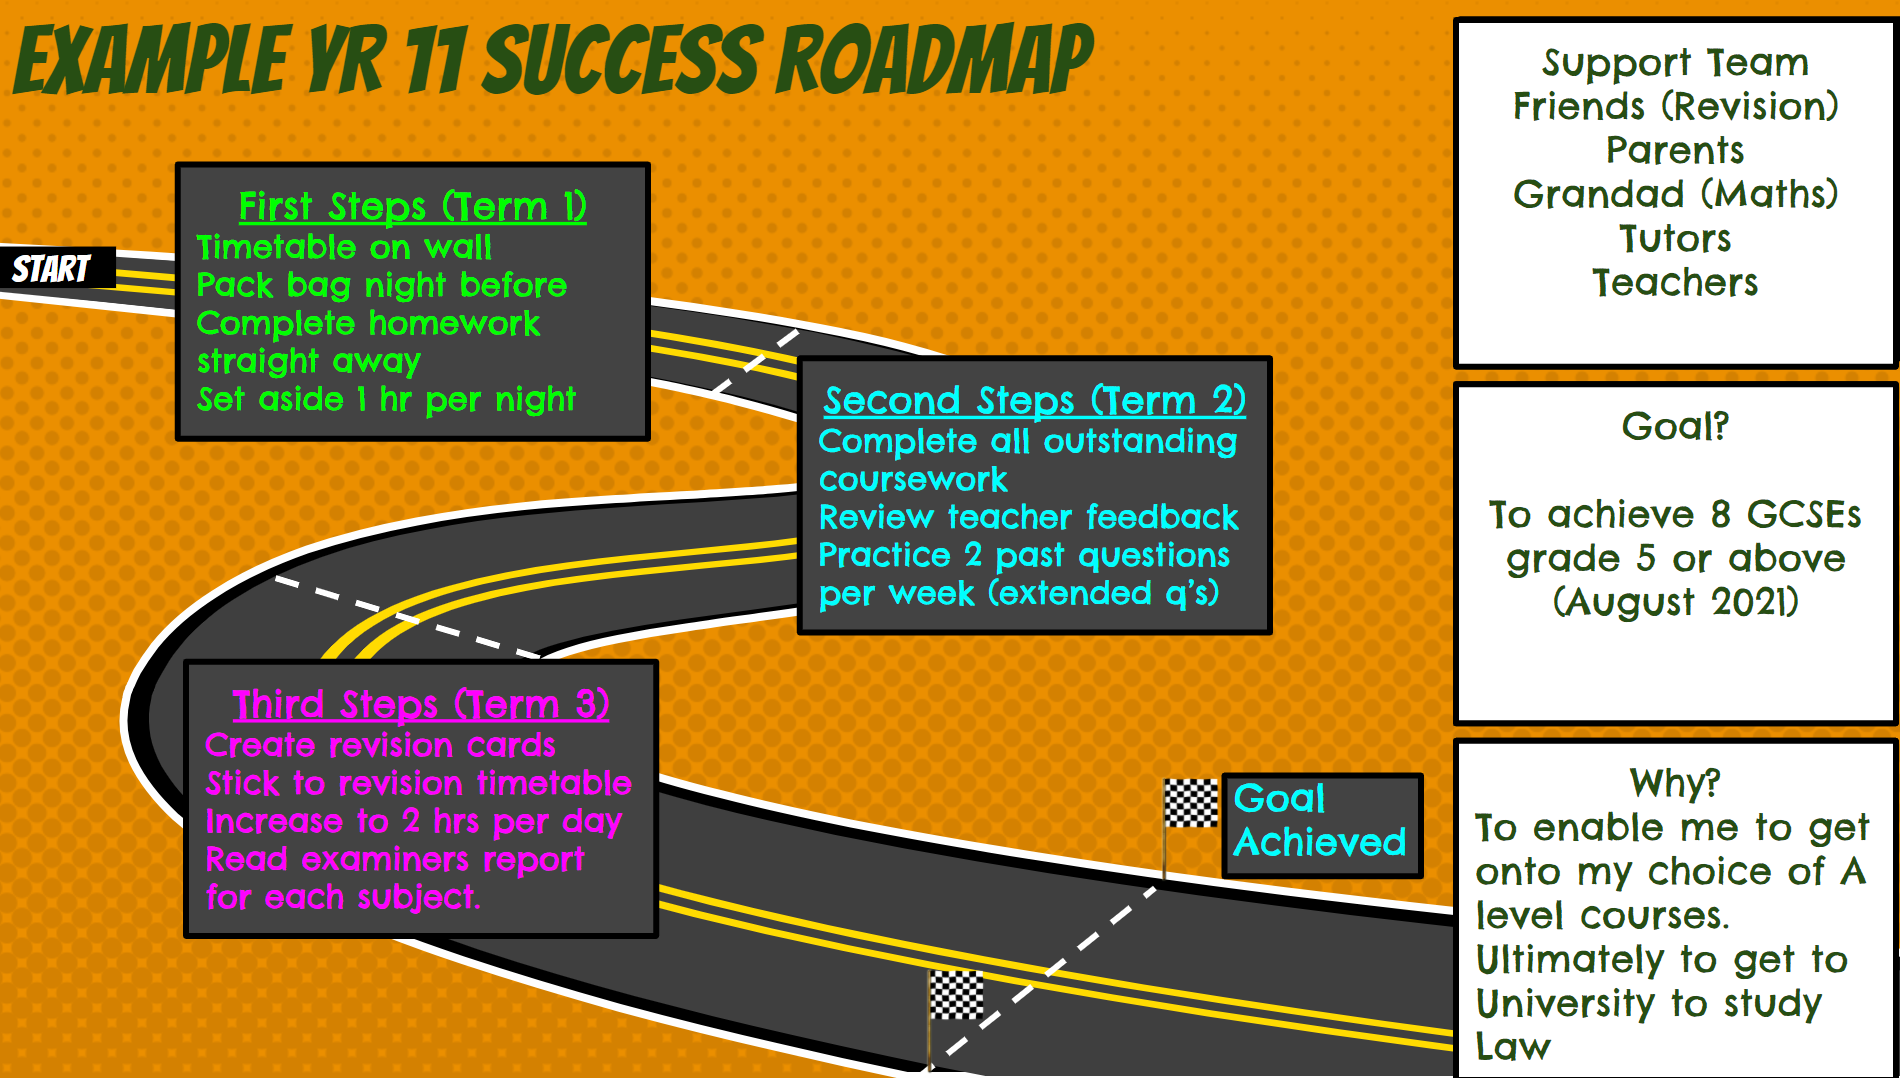 EXAMPLE YR 11 SUCCESS ROADMAP
START
First Steps (Term 1)
Timetable on wall
Pack bag night before
Complete homework
straight away
Set aside 1 hr per night
Second Steps (Term 2)
Complete all outstanding
coursework
Review teacher feedback
Practice 2 past questions
per week (extended q's)
Third Steps (Term 3)
Create revision cards
Stick to revision timetable
Increase to 2 hrs per day
Read examiners report
for each subject.
Goal
Achieved
Support Team
Friends (Revision)
Parents
Grandad (Maths)
Tutors
Teachers
Goal?
To achieve 8 GCSEs
grade 5 or above
(August 2021)
Why?
To enable me to get
onto my choice of A
level courses.
Ultimately to get to
University to study
Law